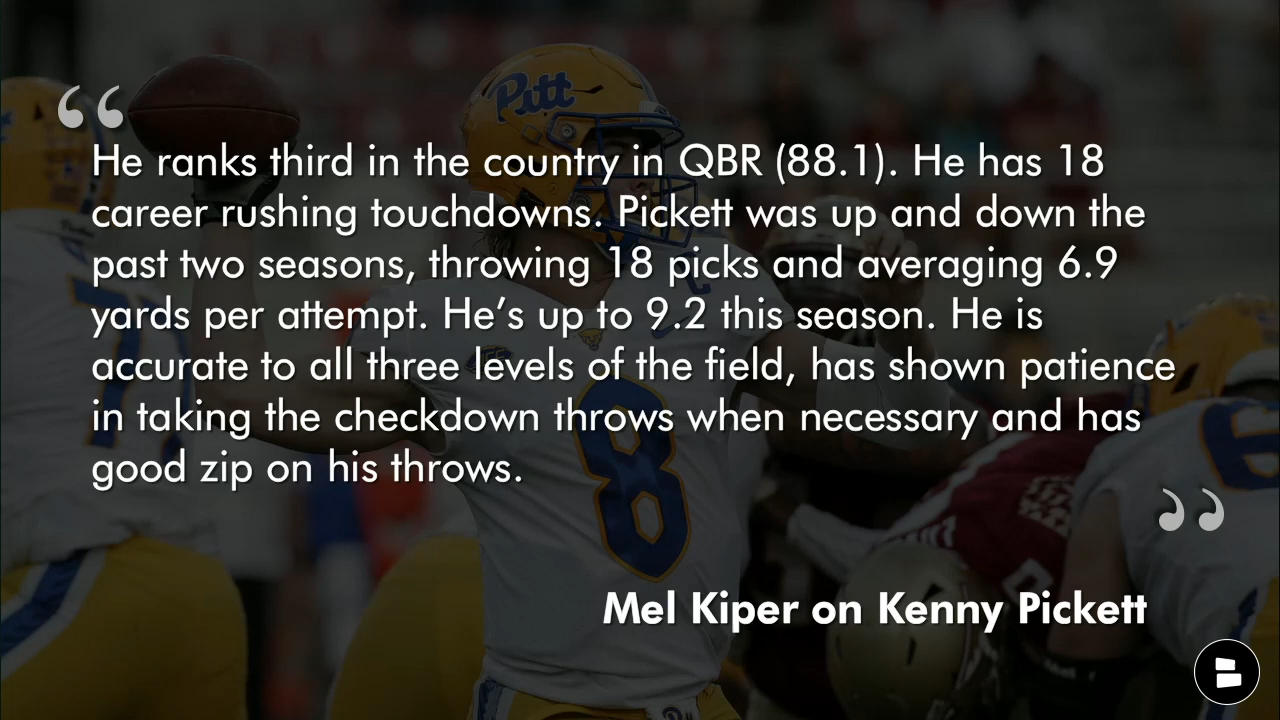 Pitt
“
He ranks third in the country in QBR (88.1). He has 18
career rushing touchdowns. Pickett was up and down the
past two seasons, throwing 18 picks and averaging 6.9
yards per attempt. He’s up to 9.2 this season. He is
accurate to all three levels of the field, has shown patience
in taking the checkdown throws when necessary and has
good zip on his throws.
”
8
Mel Kiper on Kenny Pickett